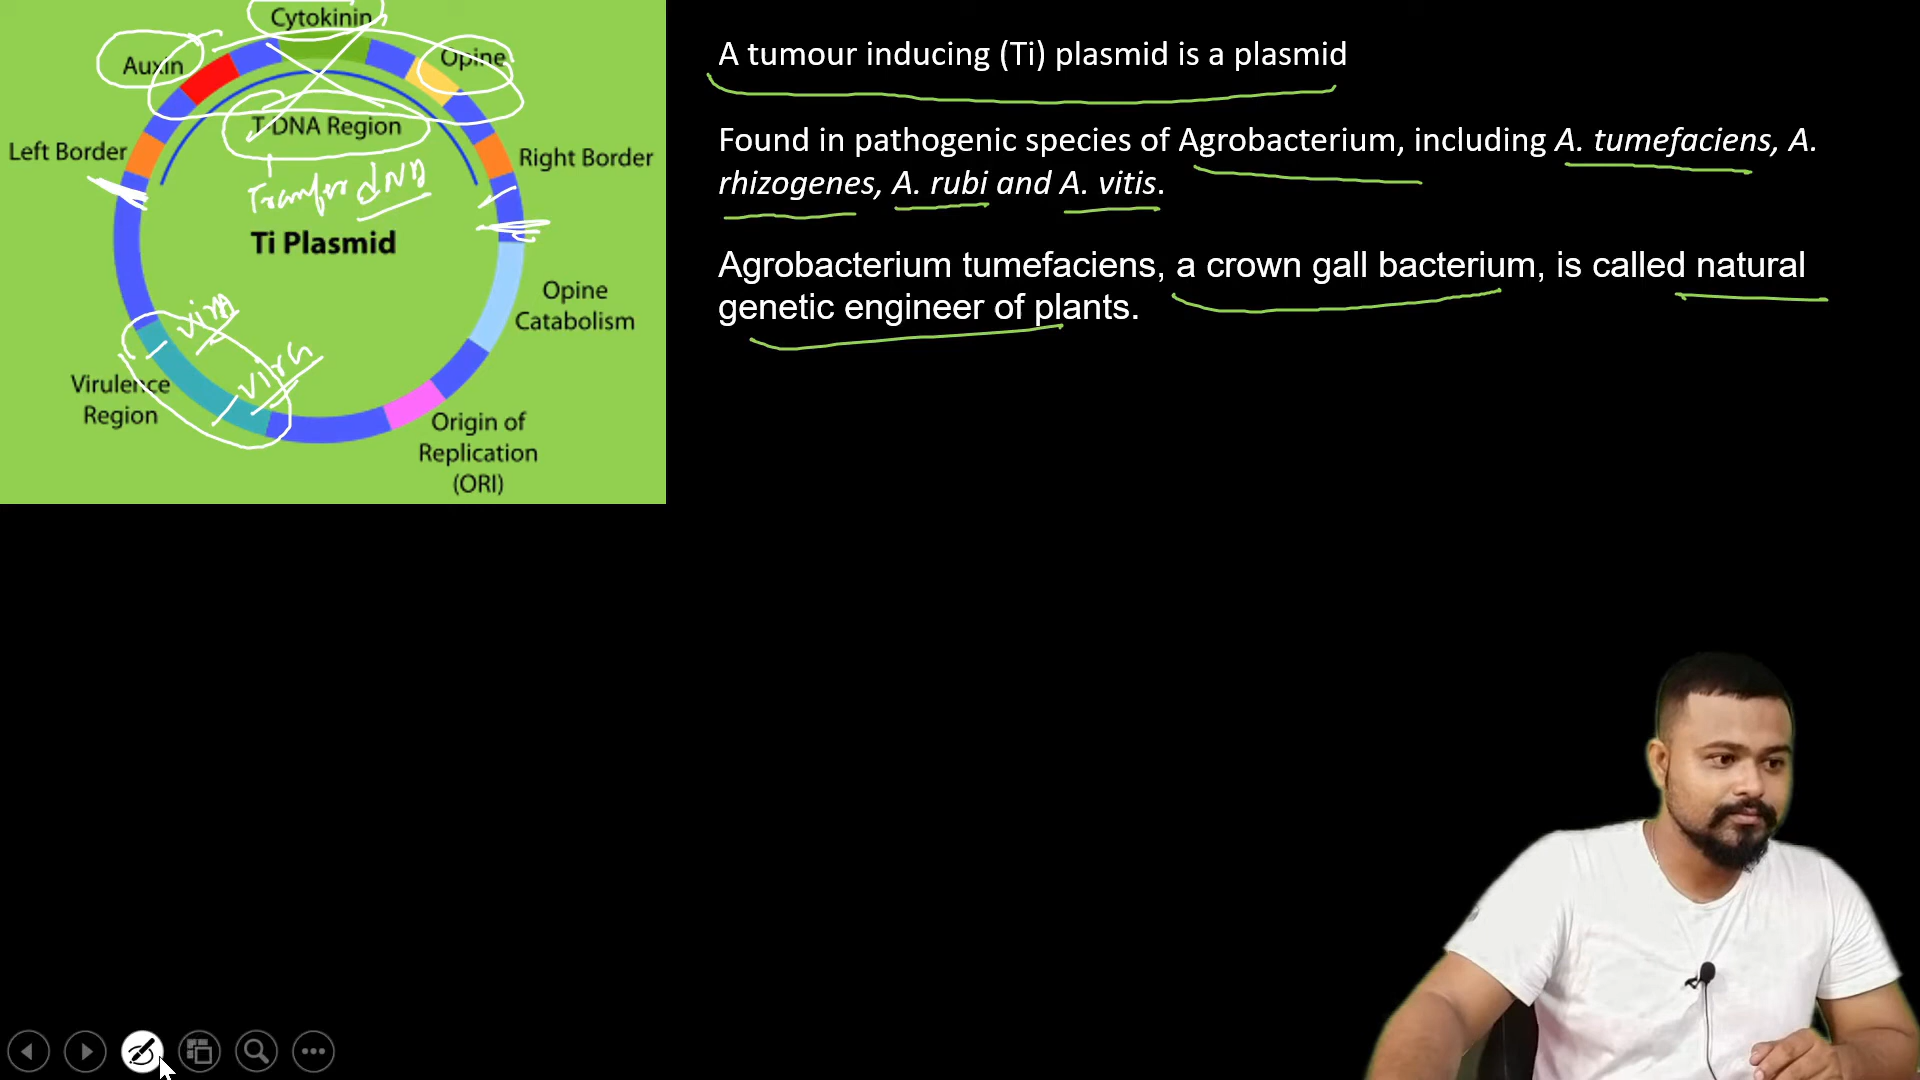 Cytokinin
Auxin
Opine
T-DNA Region
Left Border
Right Border
Transfer DNA
Ti Plasmid
Opine
Catabolism
VirA
VirG
Virulence
Region
Origin of
Replication
(ORI)
A tumour inducing (Ti) plasmid is a plasmid
Found in pathogenic species of Agrobacterium, including A. tumefaciens, A.
rhizogenes, A. rubi and A. vitis.
Agrobacterium tumefaciens, a crown gall bacterium, is called natural
genetic engineer of plants.